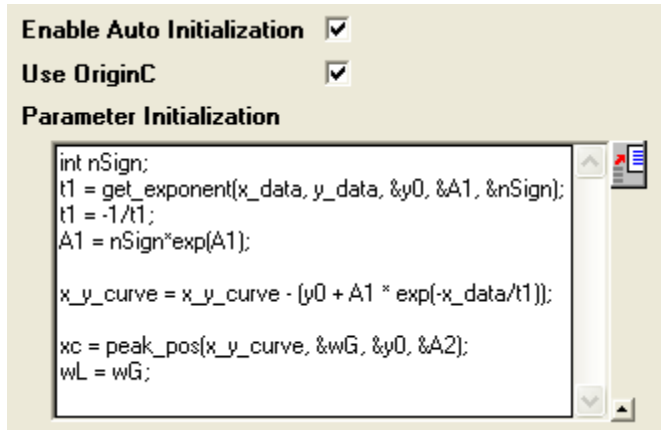 Enable Auto Initialization
Use OriginC
Parameter Initialization
int nSign;
t1 = get_exponent(x_data, y_data, &y0, &A1, &nSign);
t1 = -1/t1;
A1 = nSign*exp(A1);
x_y_curve = x_y_curve - (y0 + A1 * exp(-x_data/t1));
xc = peak_pos(x_y_curve, &wG, &y0, &A2);
wL = wG;